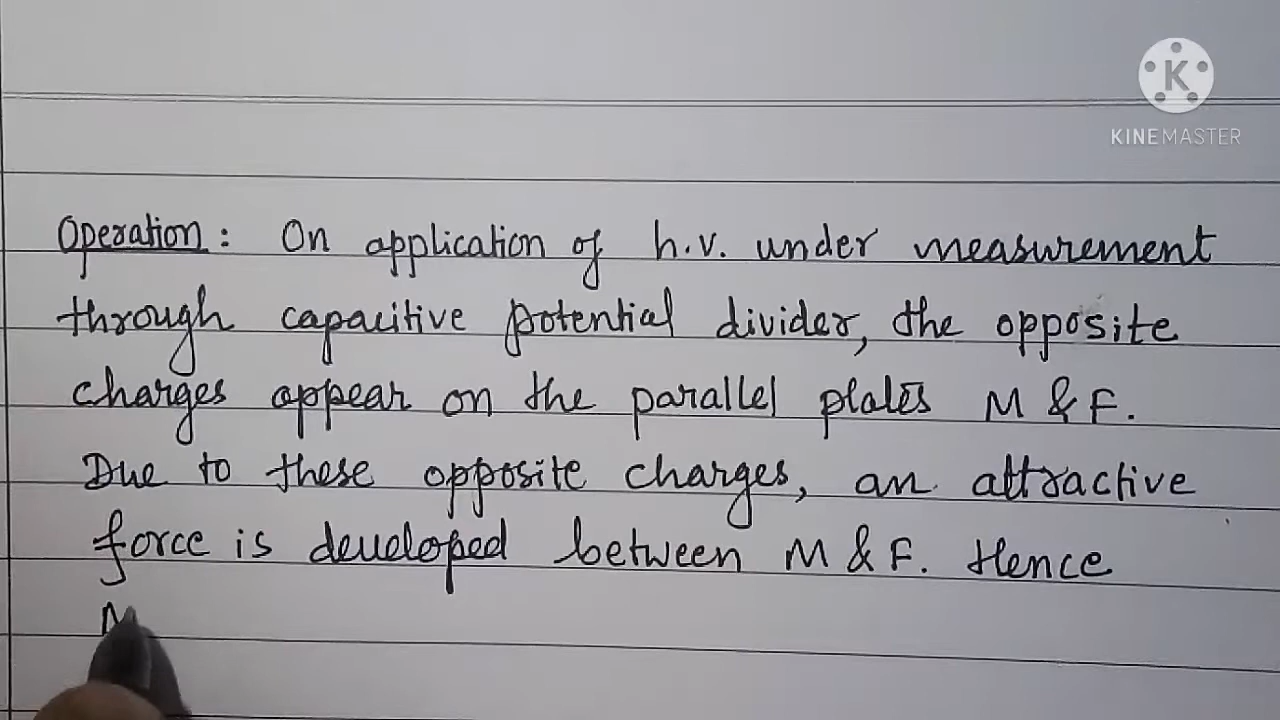 K
KINEMASTER
Operation: On application of h.v. under measurement
through capacitive potential divider, the opposite
charges appear on the parallel plates M & F.
Due to these opposite charges, an attractive
force is developed between M & F. Hence